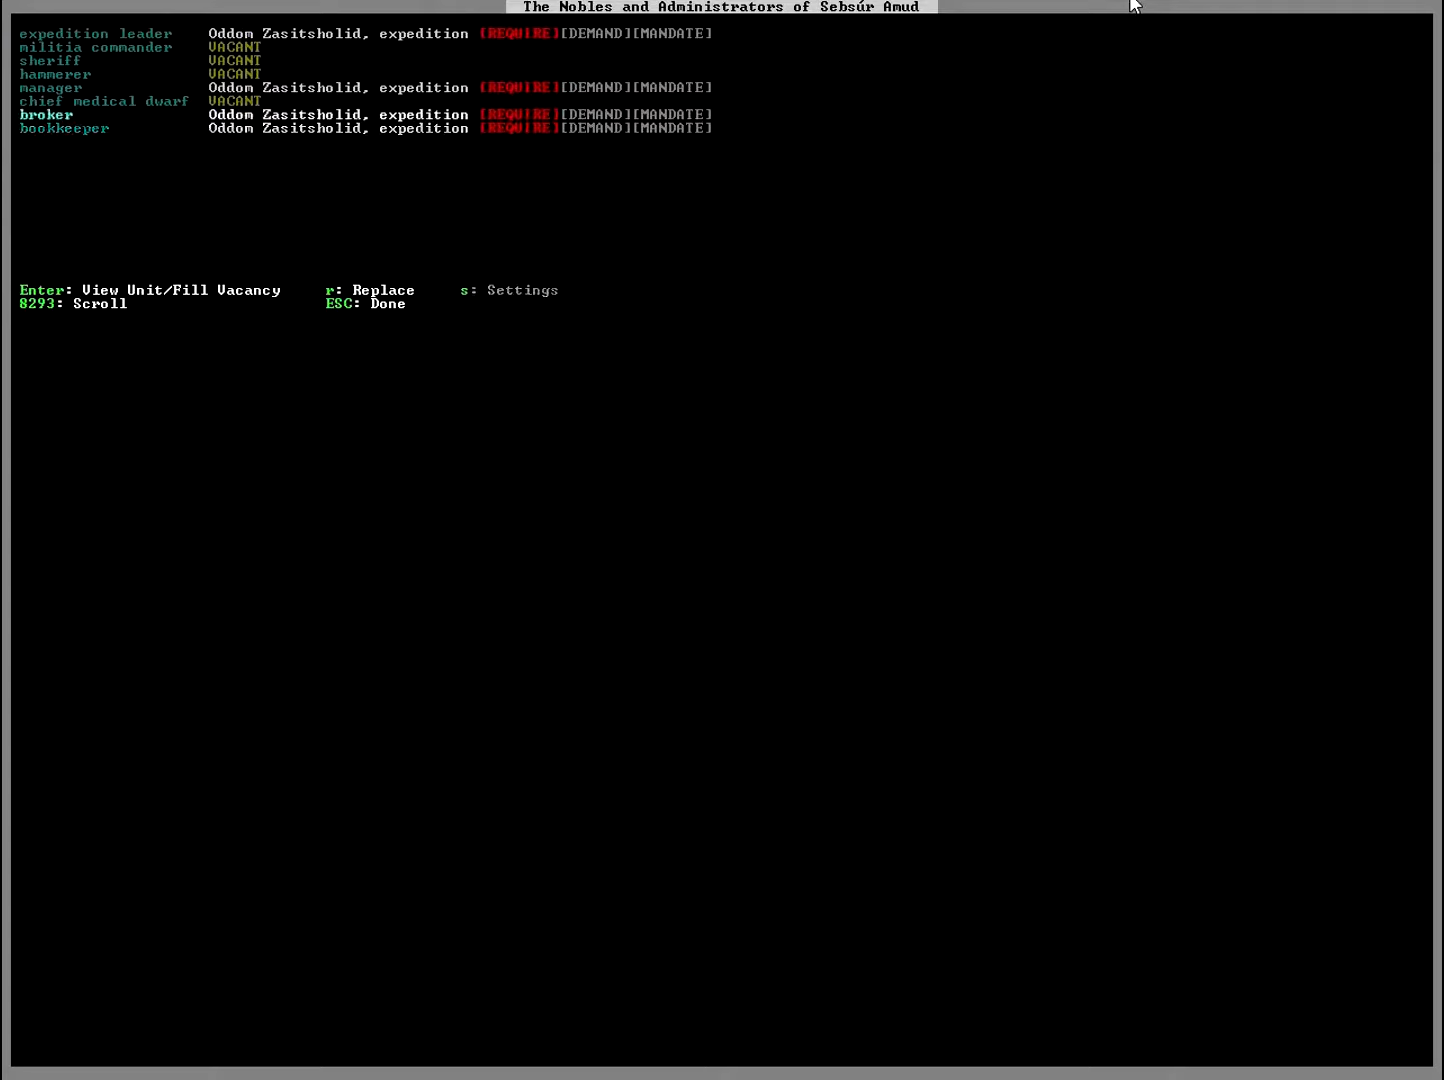 The Nobles and Administrators of Sebsúr Amud
expedition leader Oddom Zasitsholid, expedition [REQUIRE][DEMAND][MANDATE]
militia commander VACANT
sheriff VACANT
hammerer VACANT
manager Oddom Zasitsholid, expedition [REQUIRE][DEMAND][MANDATE]
chief medical dwarf VACANT
broker Oddom Zasitsholid, expedition [REQUIRE][DEMAND][MANDATE]
bookkeeper Oddom Zasitsholid, expedition [REQUIRE][DEMAND][MANDATE]
Enter: View Unit/Fill Vacancy r: Replace s: Settings
8293: Scroll ESC: Done